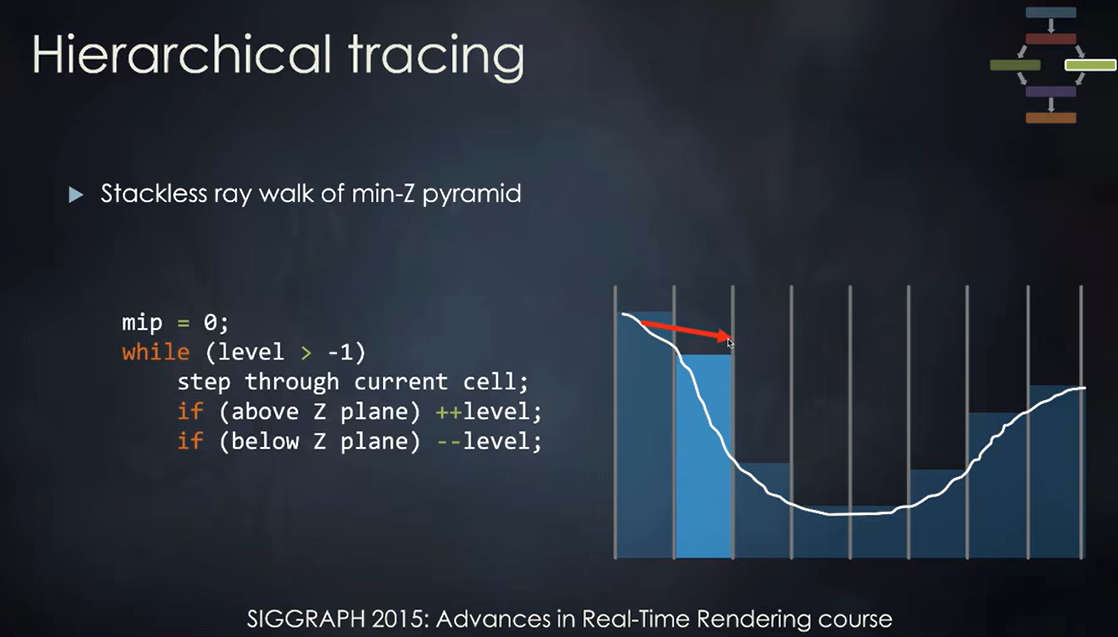 Hierarchical tracing
Stackless ray walk of min-Z pyramid
mip = 0;
while (level > -1)
step through current cell;
if (above Z plane) ++level;
if (below Z plane) --level;
SIGGRAPH 2015: Advances in Real-Time Rendering course